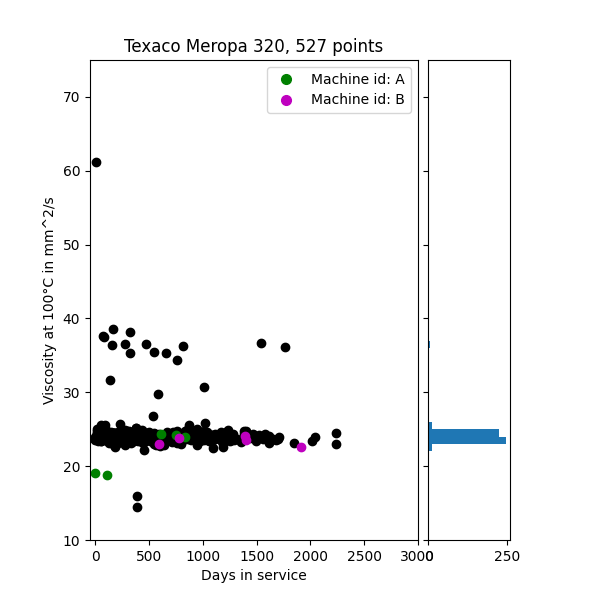 Texaco Meropa 320, 527 points
Machine id: A
Machine id: B
70
60
50
40
30
20
10
Viscosity at 100°C in mm^2/s
0 500 1000 1500 2000 2500 3000
0 250
Days in service